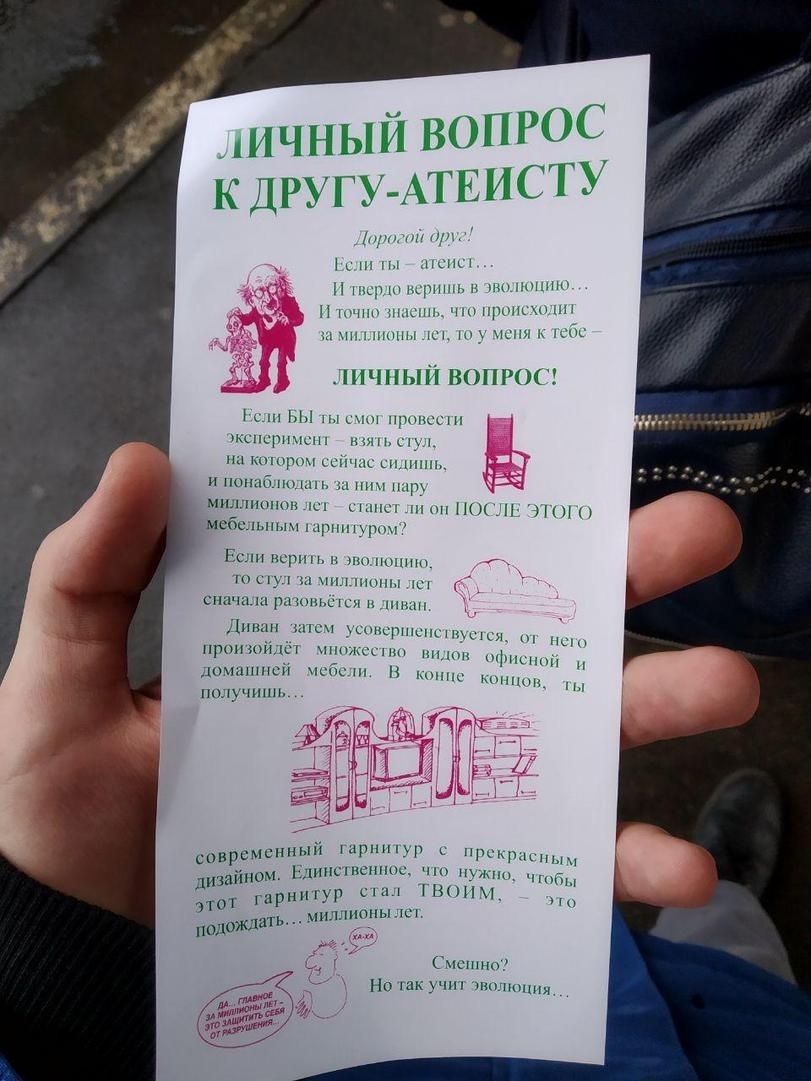 ЛИЧНЫЙ ВОПРОС
К ДРУГУ-АТЕИСТУ
Дорогой друг!
Если ты – атеист…
И твердо веришь в эволюцию…
И точно знаешь, что происходит
за миллионы лет, то у меня к тебе –
ЛИЧНЫЙ ВОПРОС!
Если БЫ ты смог провести
эксперимент – взять стул,
на котором сейчас сидишь,
и понаблюдать за ним пару
миллионов лет – станет ли он ПОСЛЕ ЭТОГО
мебельным гарнитуром?
Если верить в эволюцию,
то стул за миллионы лет
сначала разовьётся в диван.
Диван затем усовершенствуется, от него
произойдёт множество видов офисной и
домашней мебели. В конце концов, ты
получишь…
современный гарнитур с прекрасным
дизайном. Единственное, что нужно, чтобы
этот гарнитур стал ТВОИМ, – это
подождать… миллионы лет.
ХА-ХА
ДА... ГЛАВНОЕ
ЗА МИЛЛИОНЫ ЛЕТ –
ЭТО ЗАЩИТИТЬ СЕБЯ
ОТ РАЗРУШЕНИЯ...
Смешно?
Но так учит эволюция…